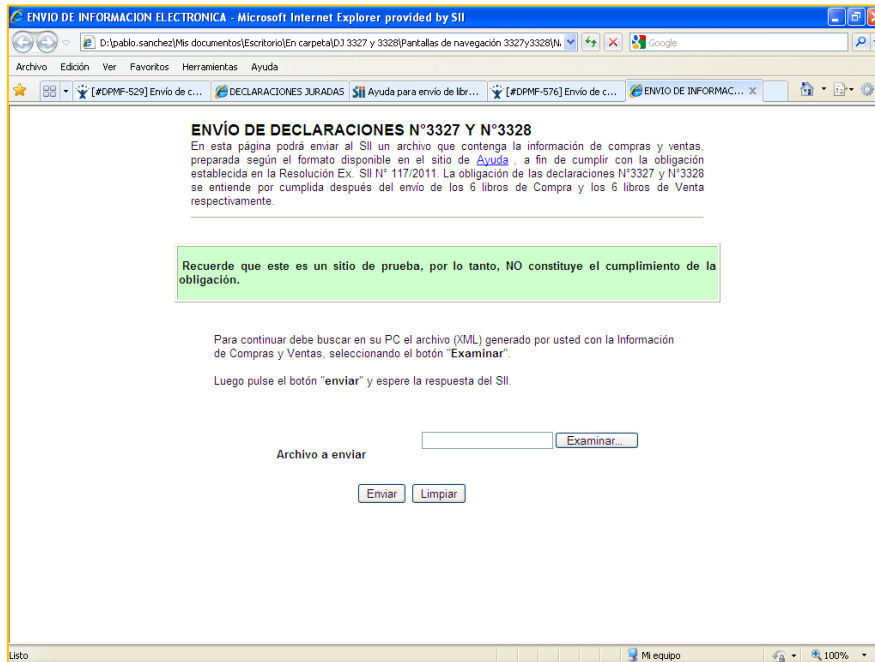 ENVIO DE INFORMACION ELECTRONICA - Microsoft Internet Explorer provided by SII
D:\pablo.sanchez\Mis documentos\Escritorio\En carpeta\DJ 3327 y 3328\Pantallas de navegación 3327y3328\N.
Google
Archivo Edición Ver Favoritos Herramientas Ayuda
[#DPMF-529] Envío de c... DECLARACIONES JURADAS Sii Ayuda para envío de libr... [#DPMF-576] Envío de c... ENVIO DE INFORMAC...
ENVÍO DE DECLARACIONES N°3327 Y N°3328
En esta página podrá enviar al SII un archivo que contenga la información de compras y ventas,
preparada según el formato disponible en el sitio de Ayuda , a fin de cumplir con la obligación
establecida en la Resolución Ex. SII N° 117/2011. La obligación de las declaraciones N°3327 y N°3328
se entiende por cumplida después del envío de los 6 libros de Compra y los 6 libros de Venta
respectivamente.
Recuerde que este es un sitio de prueba, por lo tanto, NO constituye el cumplimiento de la
obligación.
Para continuar debe buscar en su PC el archivo (XML) generado por usted con la Información
de Compras y Ventas, seleccionando el botón "Examinar".
Luego pulse el botón "enviar" y espere la respuesta del SII.
Examinar...
Archivo a enviar
Enviar Limpiar
Listo Mi equipo 100%